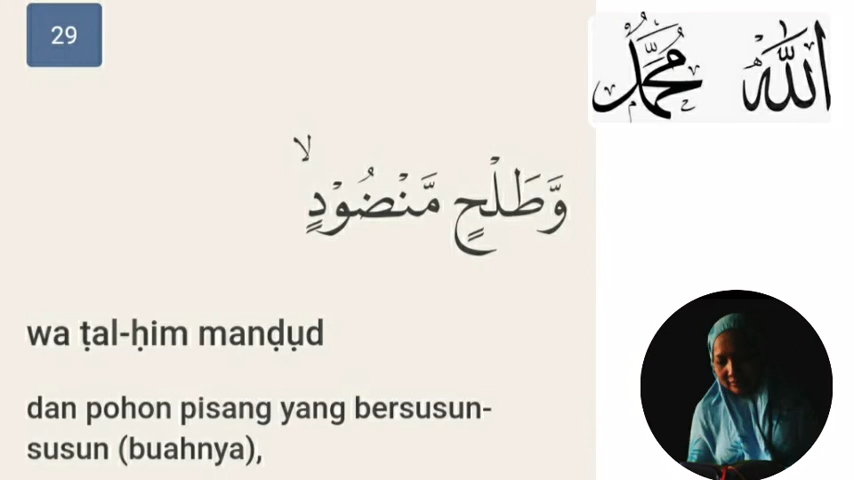 29
الله محمد
وَّطَلْحٍ مَّنْضُوْدٍۙ
wa ṭal-ḥim manḍụd
dan pohon pisang yang bersusun-
susun (buahnya),